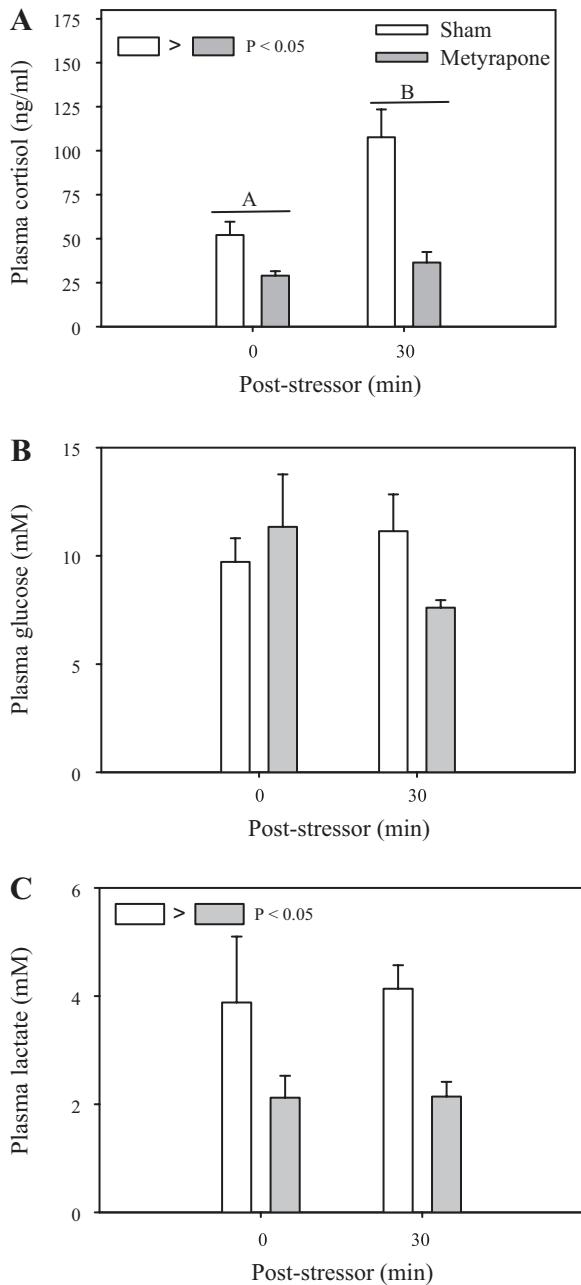 A
Plasma cortisol (ng/ml)
175
150
125
100
75
50
25
0
> P < 0.05
Sham
Metyrapone
A
B
0 30
Post-stressor (min)
B
Plasma glucose (mM)
15
10
5
0
0 30
Post-stressor (min)
C
Plasma lactate (mM)
6
4
2
0
> P < 0.05
0 30
Post-stressor (min)